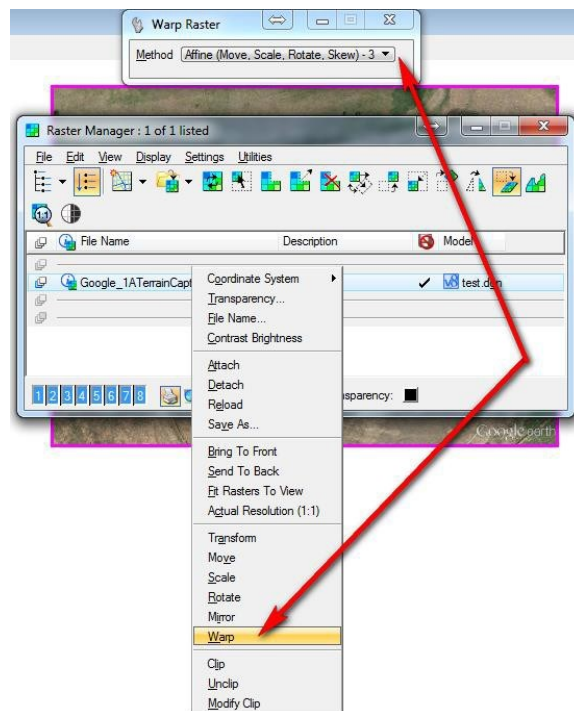 Warp Raster
Method Affine (Move, Scale, Rotate, Skew) - 3
Raster Manager : 1 of 1 listed
File Edit View Display Settings Utilities
1:1
File Name Description Model
Google_1ATerrainCapt test.dgn
Coordinate System
Transparency...
File Name...
Contrast Brightness
Attach
Detach
Reload
Save As...
1 2 3 4 5 6 7 8 sparency:
Bring To Front
Google earth
Send To Back
Fit Rasters To View
Actual Resolution (1:1)
Transform
Move
Scale
Rotate
Mirror
Warp
Clip
Unclip
Modify Clip